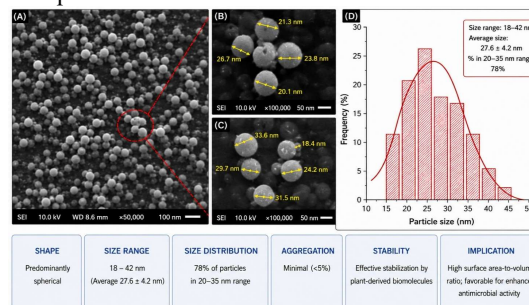 (A)
SEI 10.0 kV WD 8.6 mm ×50,000 100 nm
(B)
21.3 nm
26.7 nm
23.8 nm
20.1 nm
SEI 10.0 kV ×100,000 50 nm
(C)
33.6 nm
18.4 nm
29.7 nm
24.2 nm
31.5 nm
SEI 10.0 kV ×100,000 50 nm
(D)
Size range: 18–42 nm
Average size:
27.6 ± 4.2 nm
% in 20–35 nm rang
78%
Frequency (%)
30
25
20
15
10
5
0
10 15 20 25 30 35 40 45 50
Particle size (nm)
SHAPE
Predominantly
spherical
SIZE RANGE
18 – 42 nm
(Average 27.6 ± 4.2 nm)
SIZE DISTRIBUTION
78% of particles
in 20–35 nm range
AGGREGATION
Minimal (<5%)
STABILITY
Effective stabilization by
plant-derived biomolecules
IMPLICATION
High surface area-to-volum
ratio; favorable for enhanc
antimicrobial activity